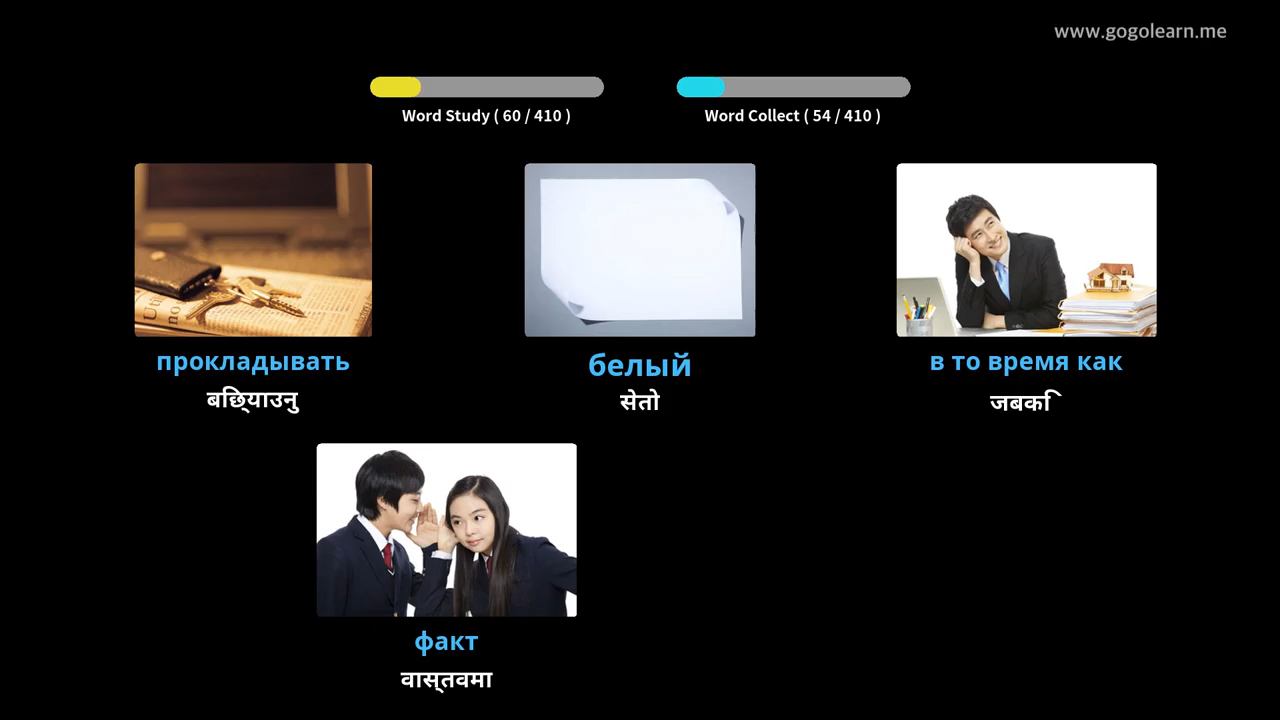 www.gogolearn.me
Word Study ( 60 / 410 )
Word Collect ( 54 / 410 )
прокладывать
बिछ्याउनु
белый
सेतो
в то время как
जबकि
факт
वास्तवमा